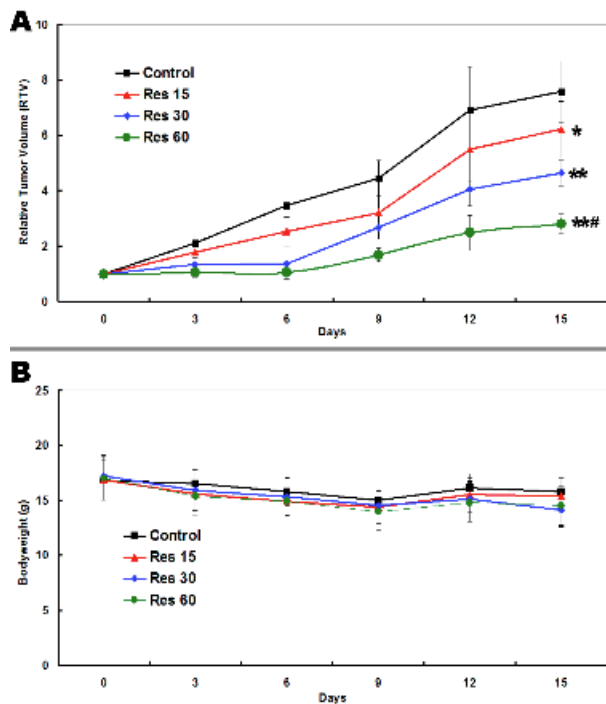 A
Relative Tumor Volume (RTV)
10
8
6
4
2
0
Control
Res 15
Res 30
Res 60
*
**
**#
0 3 6 9 12 15
Days
B
Bodyweight (g)
25
20
15
10
5
0
Control
Res 15
Res 30
Res 60
0 3 6 9 12 15
Days